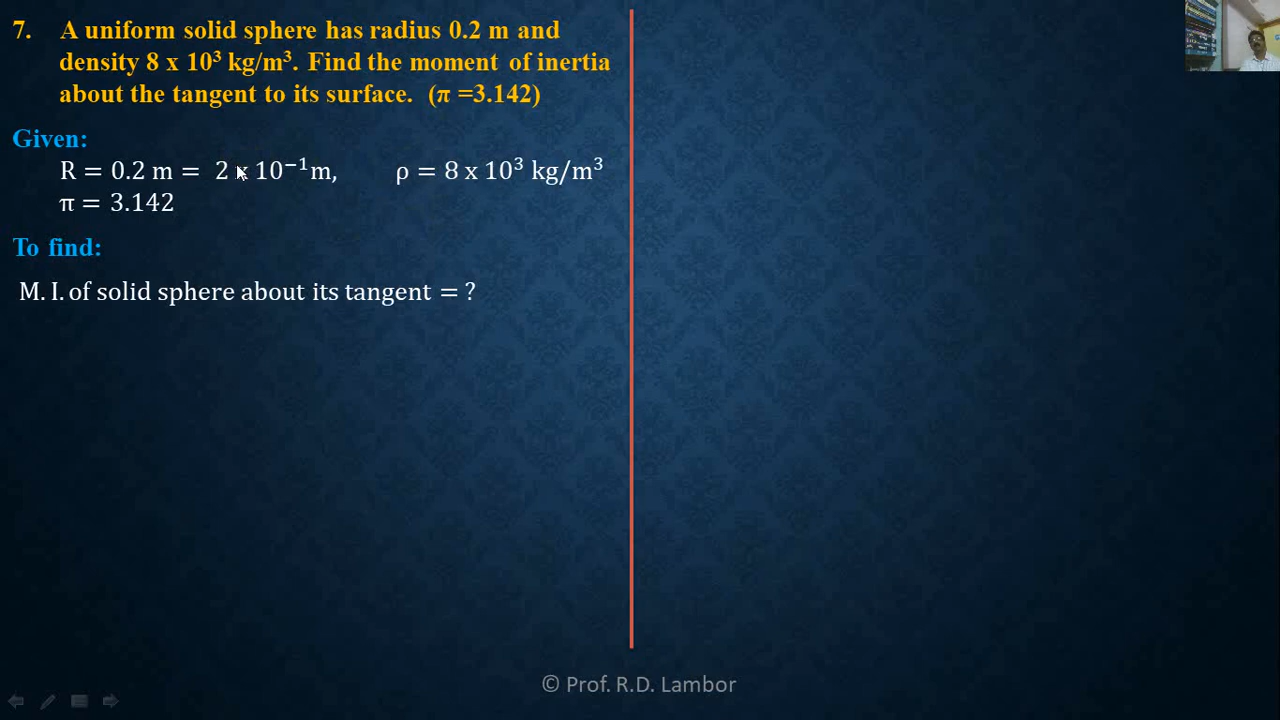 7. A uniform solid sphere has radius 0.2 m and
density 8 x 10³ kg/m³. Find the moment of inertia
about the tangent to its surface. (π =3.142)
Given:
R = 0.2 m = 2 x 10⁻¹m, ρ = 8 x 10³ kg/m³
π = 3.142
To find:
M. I. of solid sphere about its tangent = ?
© Prof. R.D. Lambor